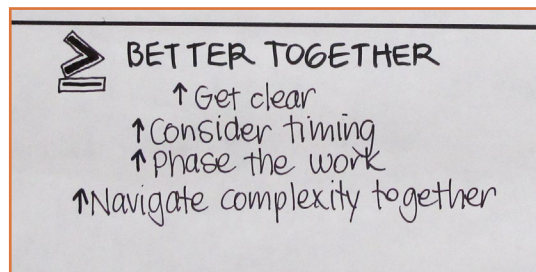 ≥ BETTER TOGETHER
↑ Get clear
↑ Consider timing
↑ Phase the work
↑ Navigate complexity together